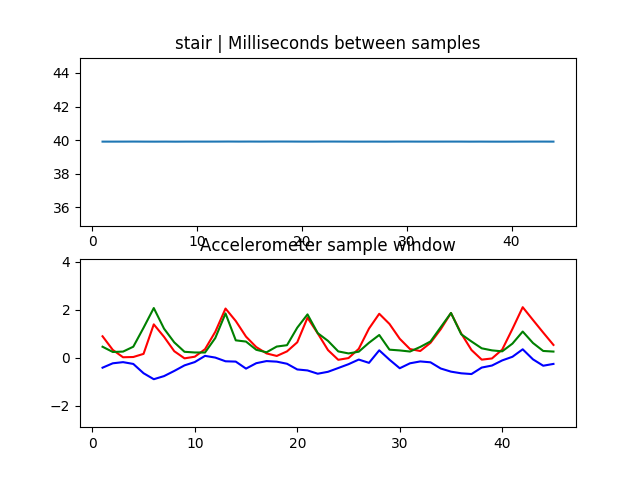 stair | Milliseconds between samples
44
42
40
38
36
0 10 20 30 40
Accelerometer sample window
4
2
0
−2
0 10 20 30 40